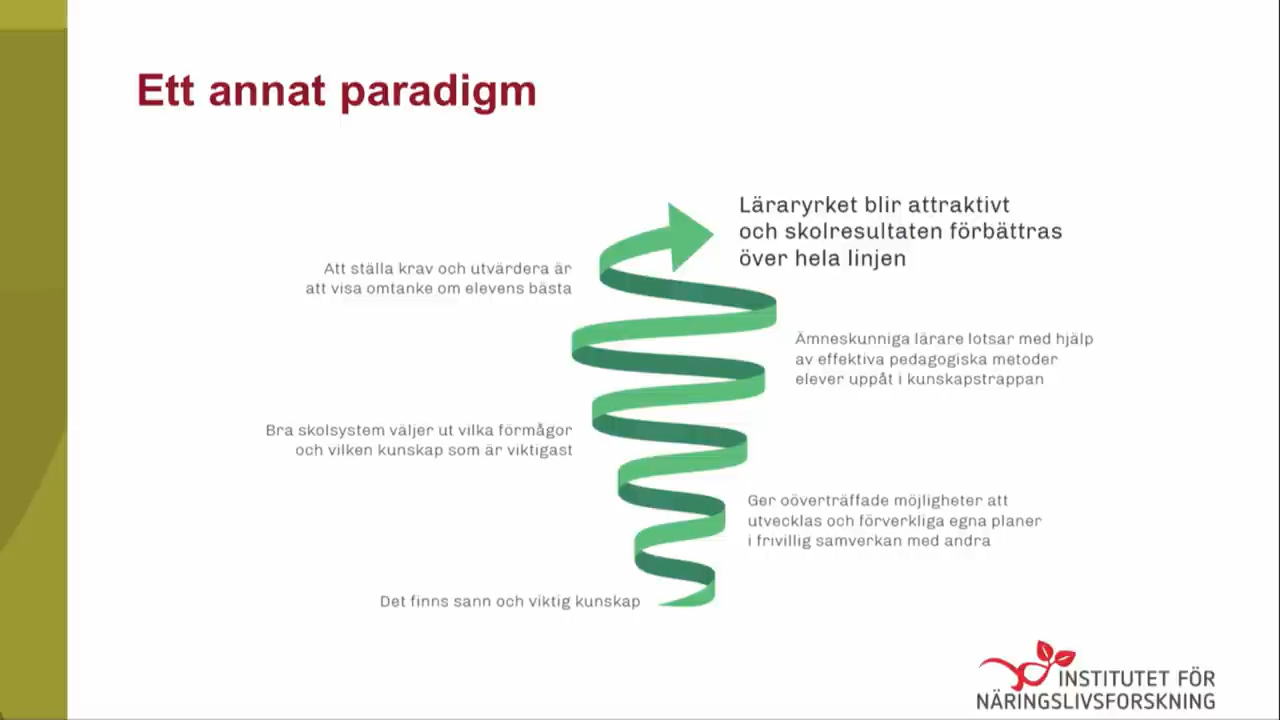 Ett annat paradigm
Läraryrket blir attraktivt
och skolresultaten förbättras
över hela linjen
Att ställa krav och utvärdera är
att visa omtanke om elevens bästa
Ämneskunniga lärare lotsar med hjälp
av effektiva pedagogiska metoder
elever uppåt i kunskapstrappan
Bra skolsystem väljer ut vilka förmågor
och vilken kunskap som är viktigast
Ger oöverträffade möjligheter att
utvecklas och förverkliga egna planer
i frivillig samverkan med andra
Det finns sann och viktig kunskap
INSTITUTET FÖR
NÄRINGSLIVSFORSKNING